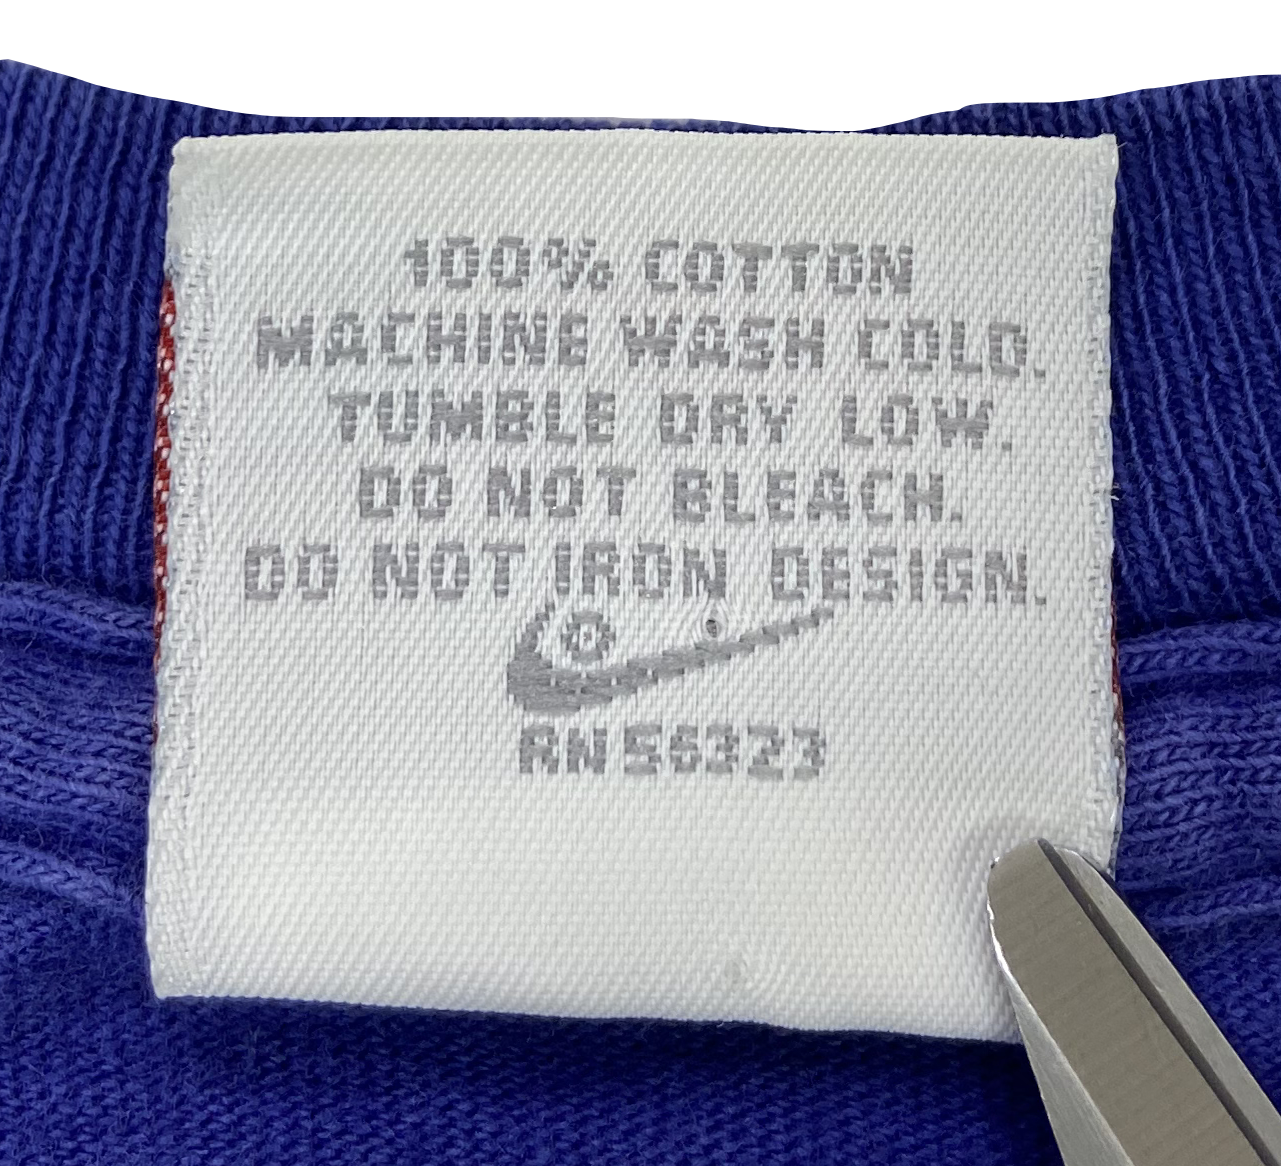 100% COTTON
MACHINE WASH COLD.
TUMBLE DRY LOW.
DO NOT BLEACH.
DO NOT IRON DESIGN.
®
RN 56323